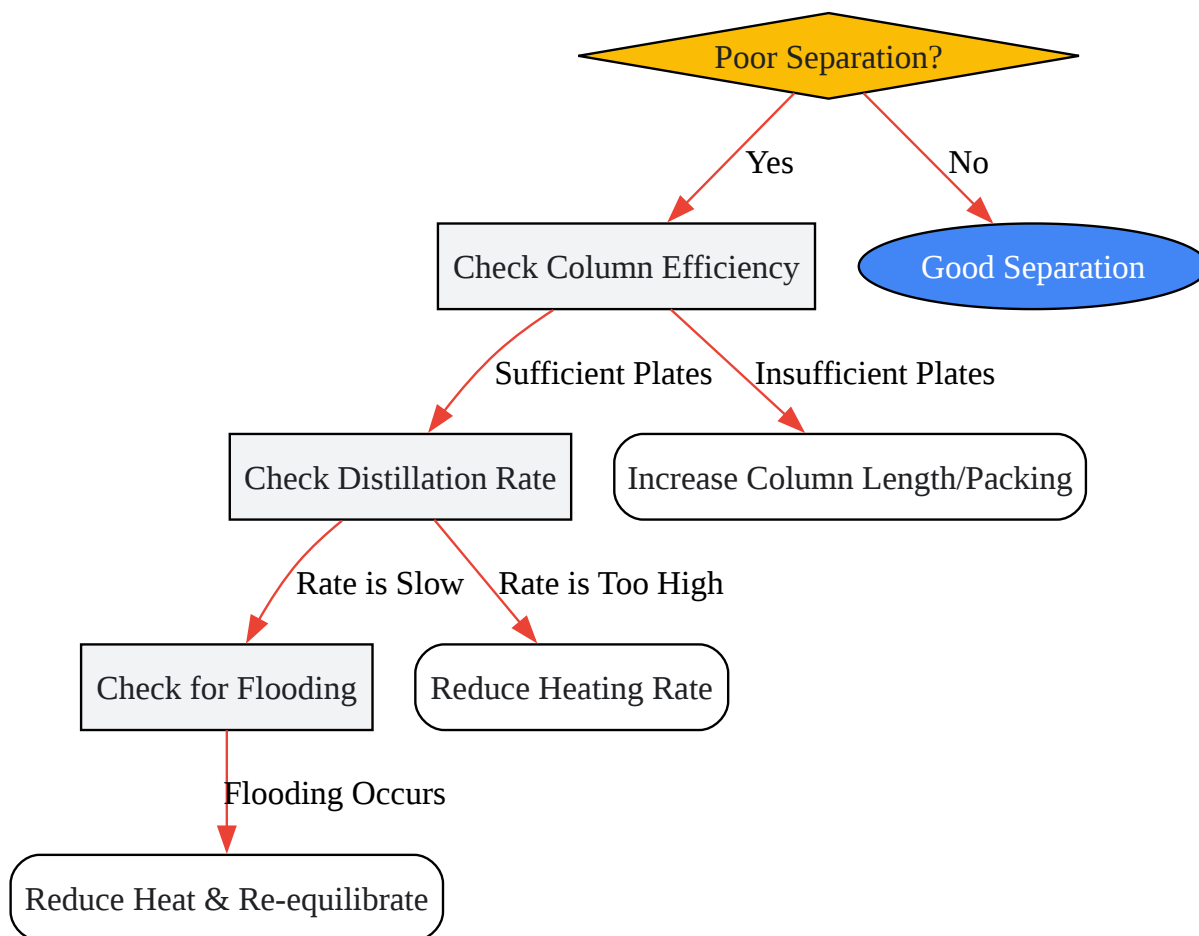 Poor Separation?
Yes
No
Check Column Efficiency
Good Separation
Sufficient Plates
Insufficient Plates
Check Distillation Rate
Increase Column Length/Packing
Rate is Slow
Rate is Too High
Check for Flooding
Reduce Heating Rate
Flooding Occurs
Reduce Heat & Re-equilibrate